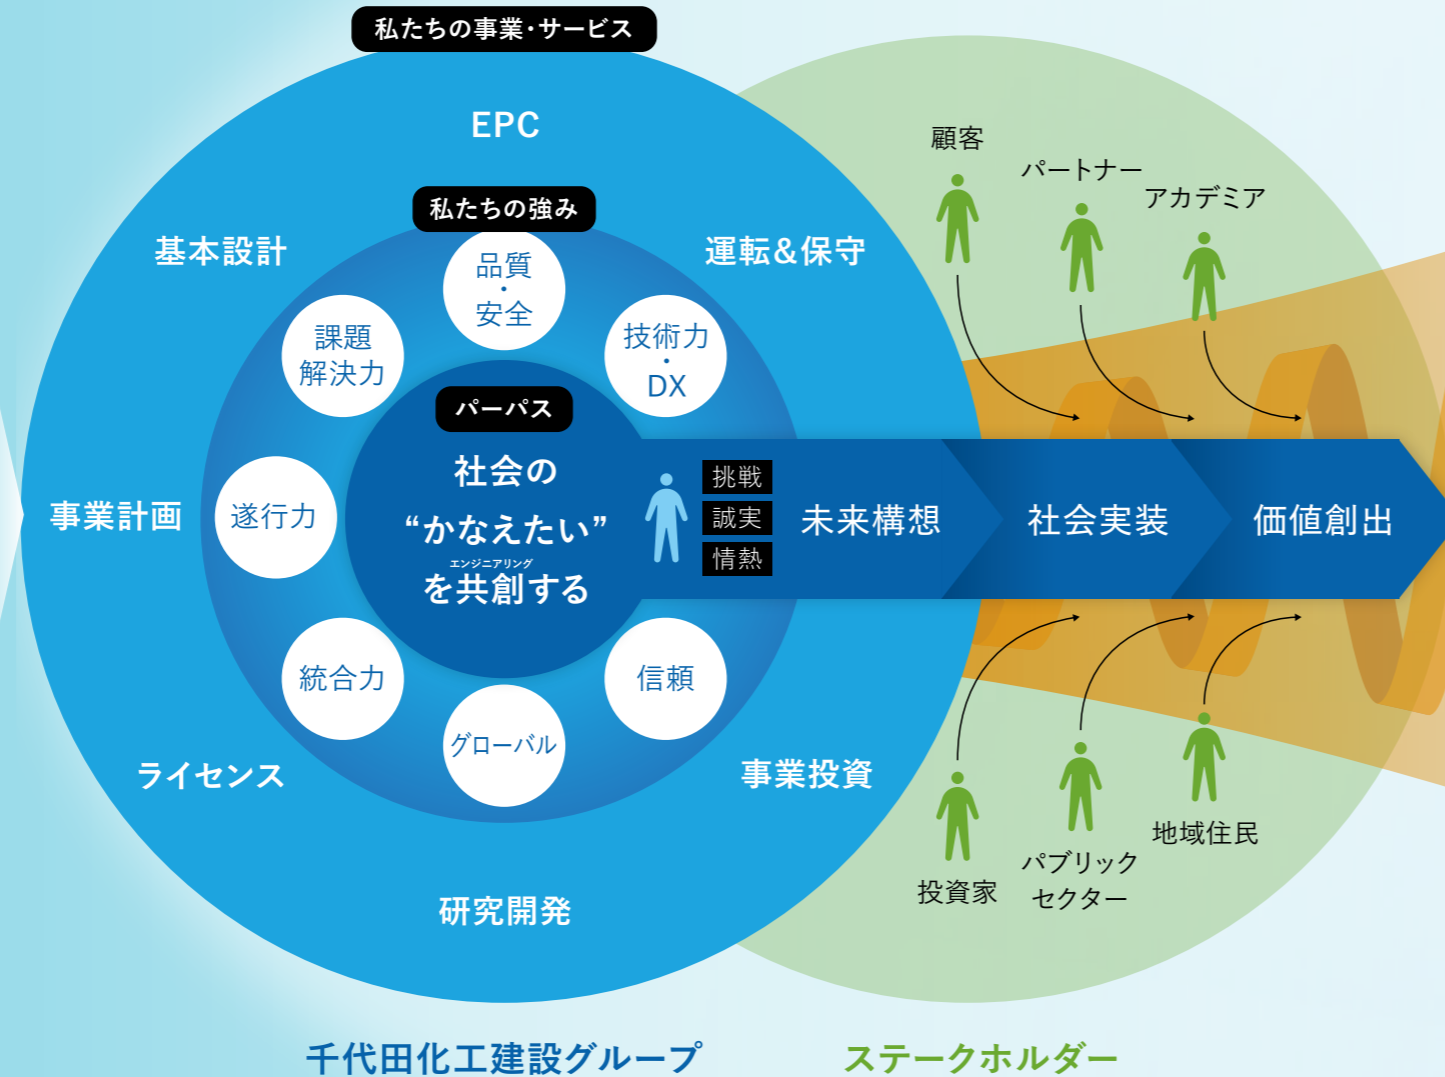 私たちの事業・サービス
EPC
基本設計
運転&保守
事業計画
ライセンス
事業投資
研究開発
私たちの強み
品質
・
安全
課題
解決力
技術力
・
DX
遂行力
統合力
信頼
グローバル
パーパス
社会の
“かなえたい”
エンジニアリング
を共創する
挑戦
誠実
情熱
未来構想
社会実装
価値創出
顧客
パートナー
アカデミア
投資家
パブリック
セクター
地域住民
千代田化工建設グループ
ステークホルダー